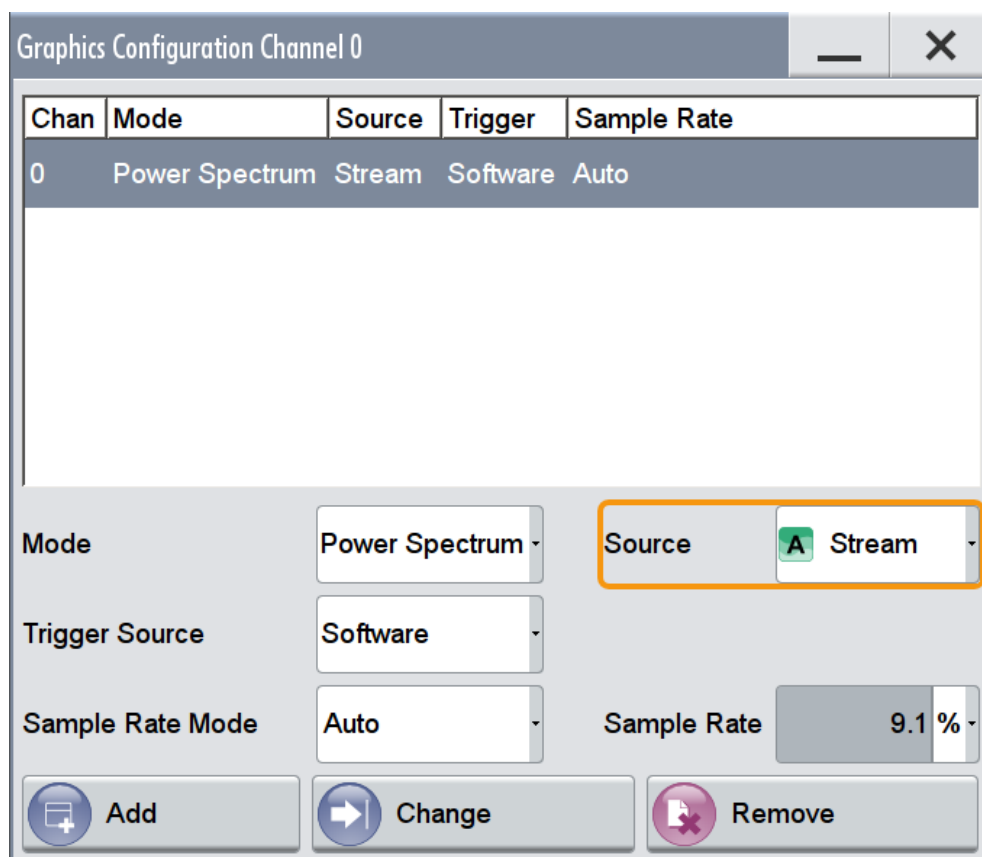 Graphics Configuration Channel 0
Chan Mode Source Trigger Sample Rate
0 Power Spectrum Stream Software Auto
Mode Power Spectrum Source A Stream
Trigger Source Software
Sample Rate Mode Auto Sample Rate 9.1 %
Add Change Remove